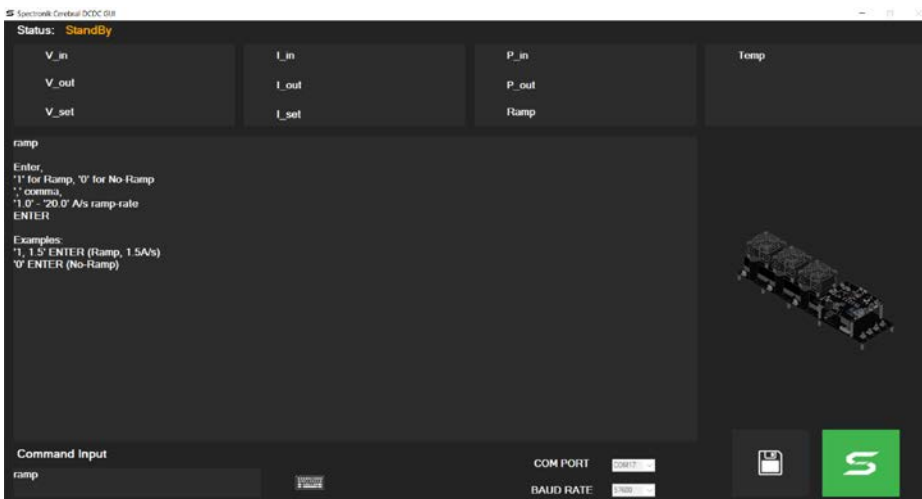 Spectronik Cerebral DCDC GUI
Status: StandBy
V_in I_in P_in Temp
V_out I_out P_out
V_set I_set Ramp
ramp
Enter,
'1' for Ramp, '0' for No-Ramp
',' comma,
'1.0' - '20.0' A/s ramp-rate
ENTER
Examples:
'1, 1.5' ENTER (Ramp, 1.5A/s)
'0' ENTER (No-Ramp)
Command Input
ramp
COM PORT COM17
BAUD RATE 57600